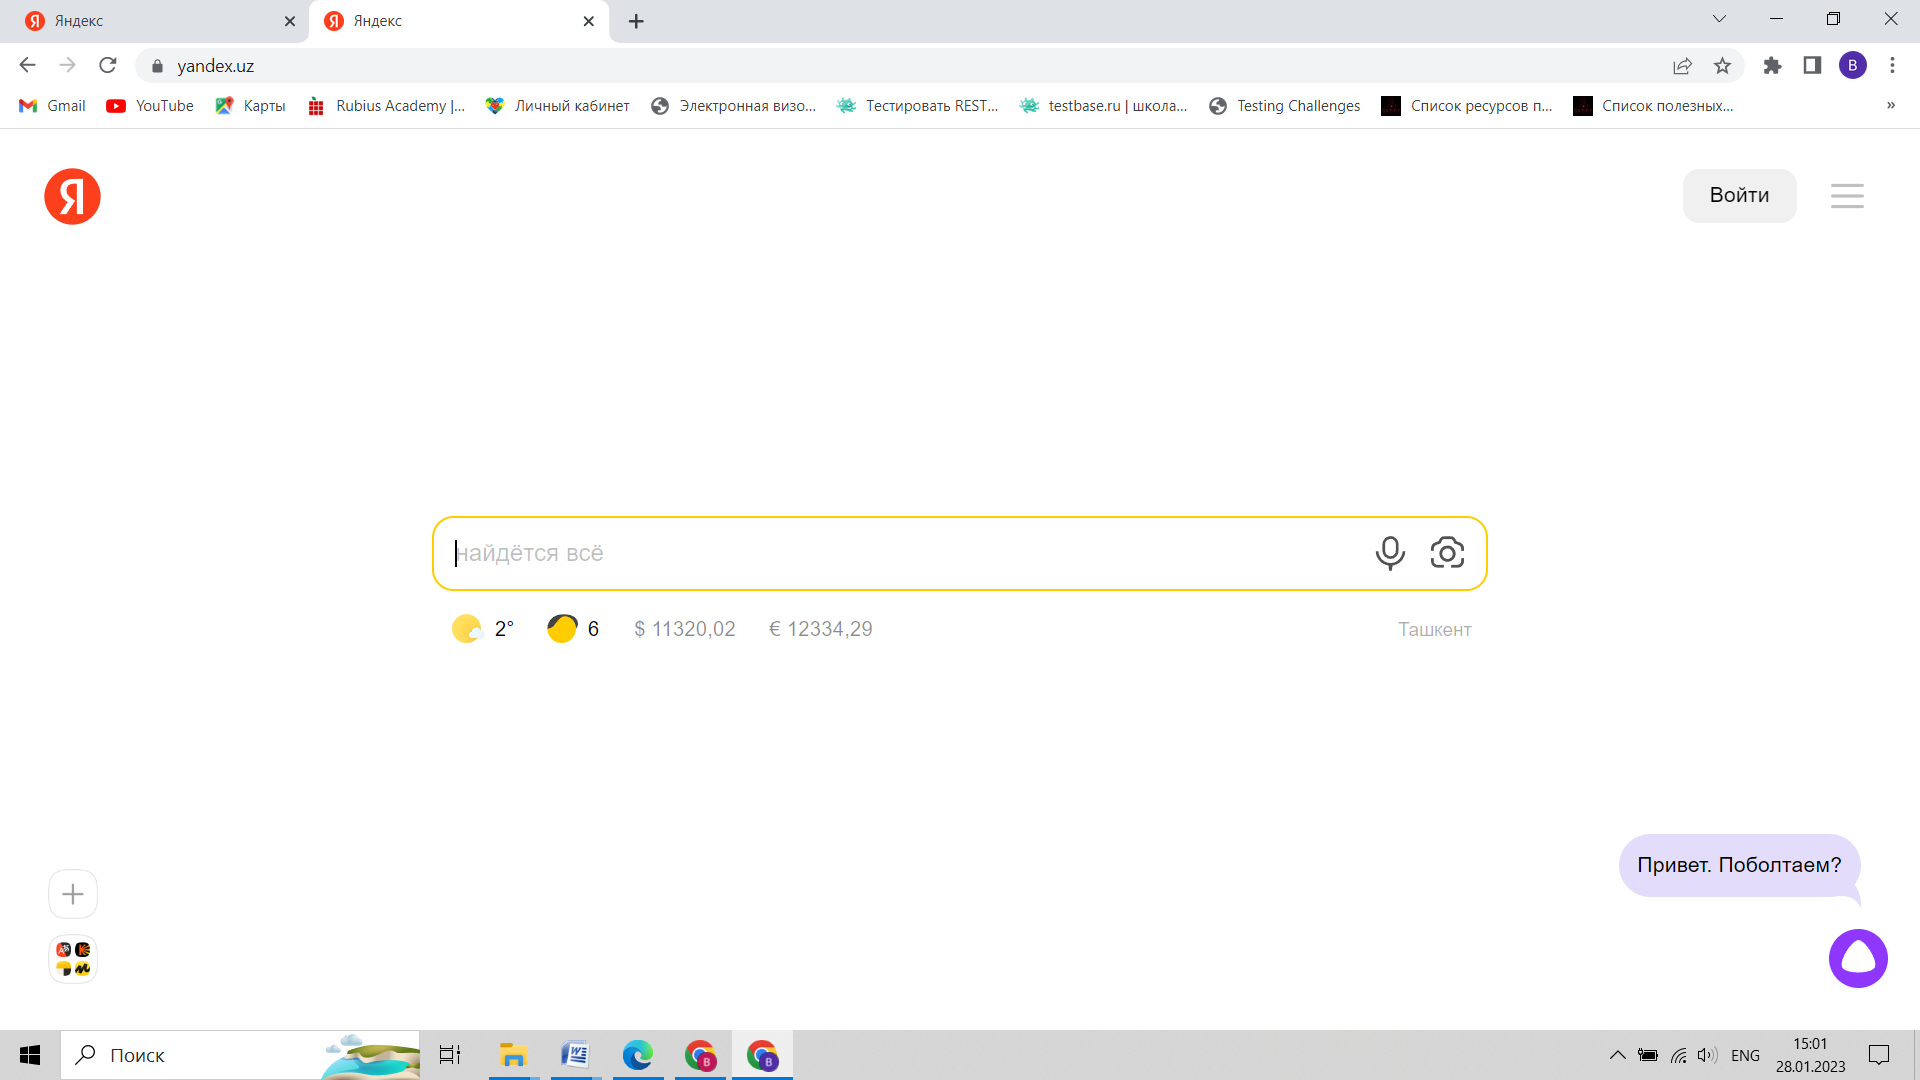 Яндекс
Яндекс
yandex.uz
B
Gmail
YouTube
Карты
Rubius Academy |...
Личный кабинет
Электронная визо...
Тестировать REST...
testbase.ru | школа...
Testing Challenges
Список ресурсов п...
Список полезных...
»
Я
Войти
найдётся всё
2°
6
$ 11320,02
€ 12334,29
Ташкент
Привет. Поболтаем?
Поиск
B
B
ENG
15:01
28.01.2023